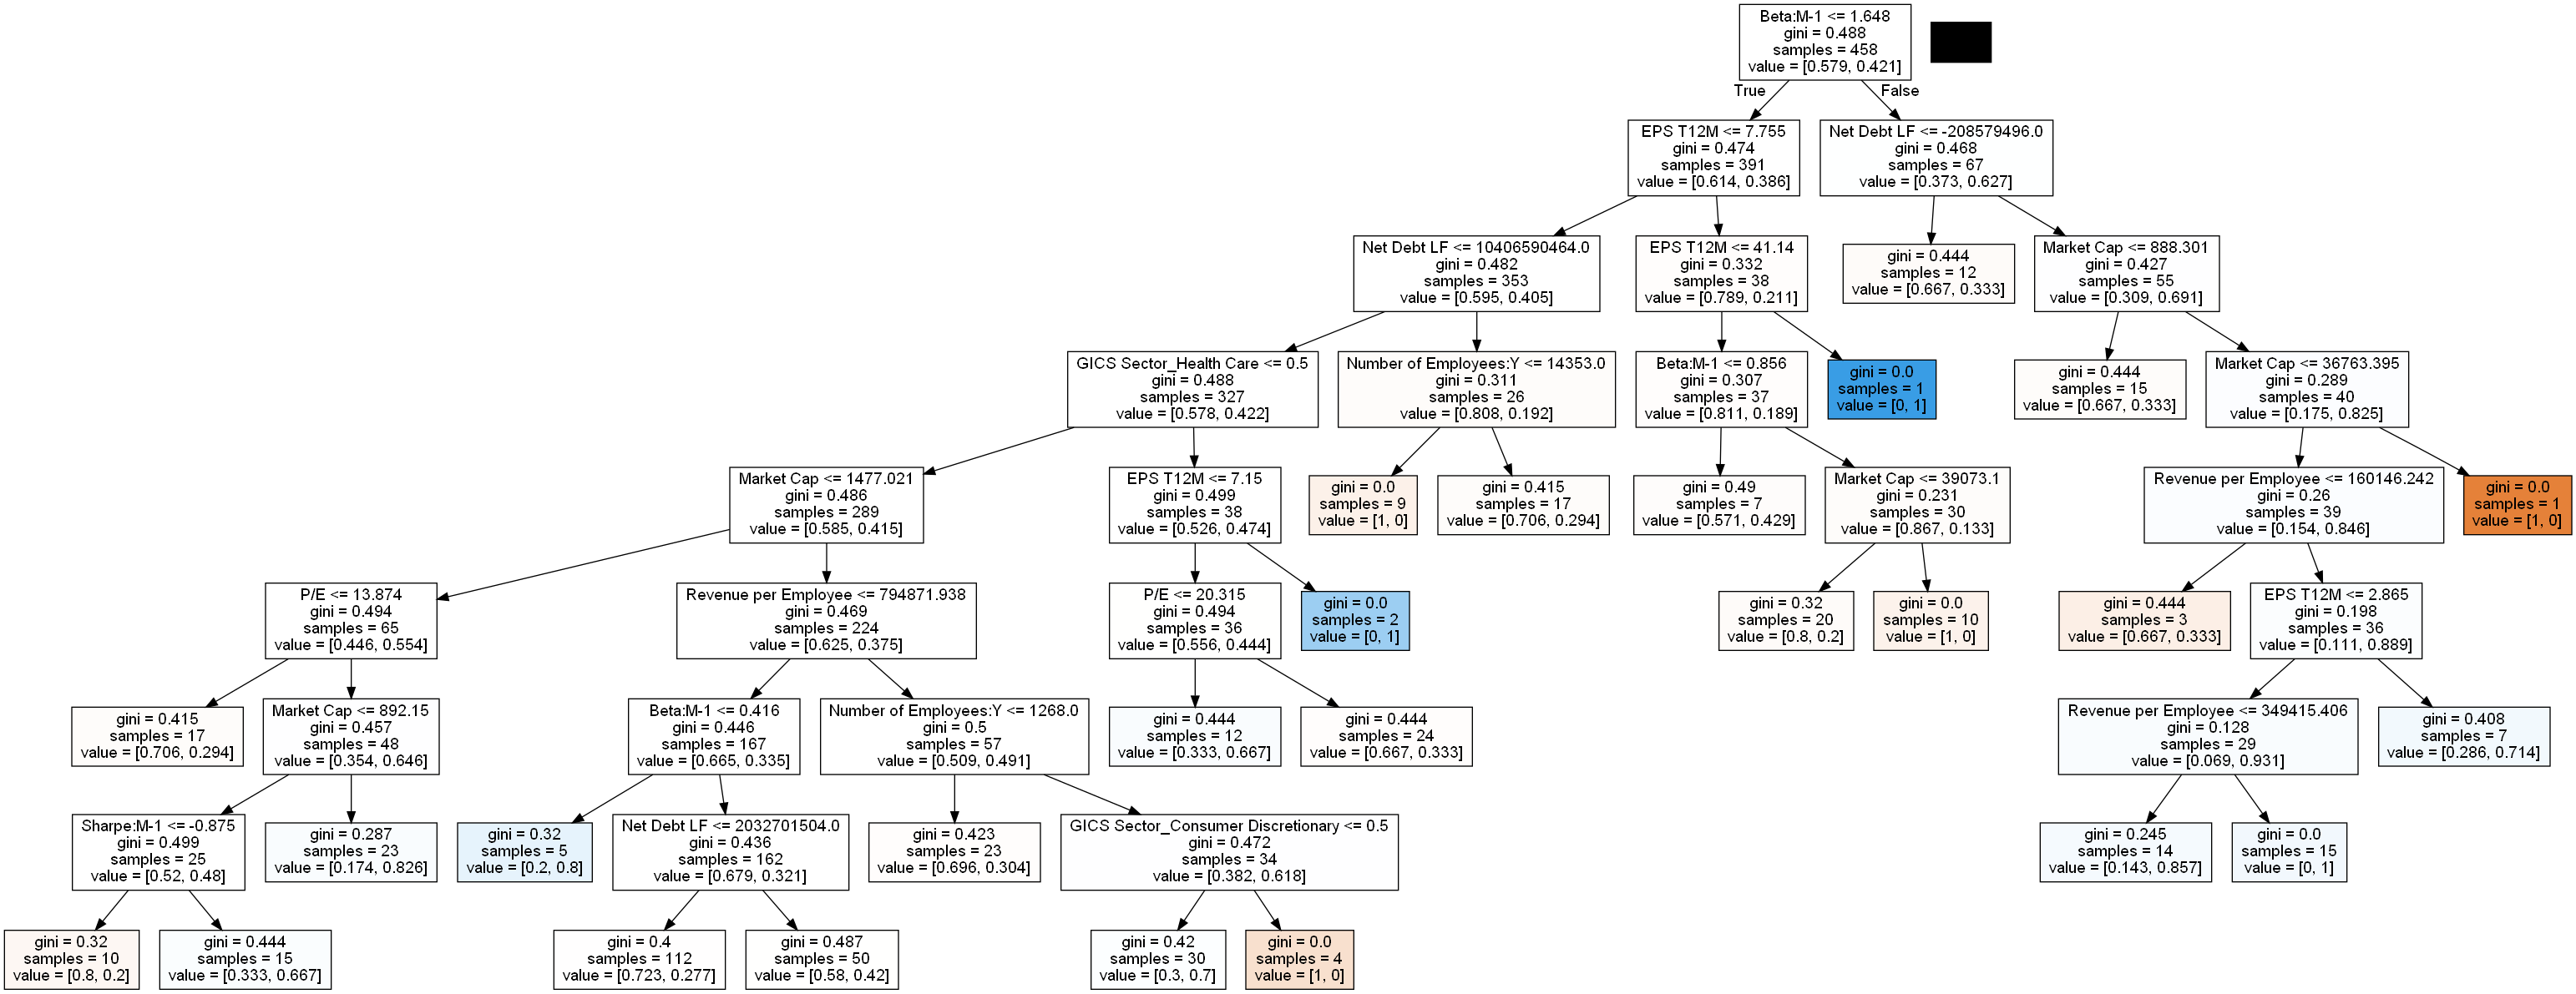 Beta:M-1 <= 1.648
gini = 0.488
samples = 458
value = [0.579, 0.421]
True
False
EPS T12M <= 7.755
gini = 0.474
samples = 391
value = [0.614, 0.386]
Net Debt LF <= -208579496.0
gini = 0.468
samples = 67
value = [0.373, 0.627]
Net Debt LF <= 10406590464.0
gini = 0.482
samples = 353
value = [0.595, 0.405]
EPS T12M <= 41.14
gini = 0.332
samples = 38
value = [0.789, 0.211]
gini = 0.444
samples = 12
value = [0.667, 0.333]
Market Cap <= 888.301
gini = 0.427
samples = 55
value = [0.309, 0.691]
GICS Sector_Health Care <= 0.5
gini = 0.488
samples = 327
value = [0.578, 0.422]
Number of Employees:Y <= 14353.0
gini = 0.311
samples = 26
value = [0.808, 0.192]
Beta:M-1 <= 0.856
gini = 0.307
samples = 37
value = [0.811, 0.189]
gini = 0.0
samples = 1
value = [0, 1]
gini = 0.444
samples = 15
value = [0.667, 0.333]
Market Cap <= 36763.395
gini = 0.289
samples = 40
value = [0.175, 0.825]
Market Cap <= 1477.021
gini = 0.486
samples = 289
value = [0.585, 0.415]
EPS T12M <= 7.15
gini = 0.499
samples = 38
value = [0.526, 0.474]
gini = 0.0
samples = 9
value = [1, 0]
gini = 0.415
samples = 17
value = [0.706, 0.294]
gini = 0.49
samples = 7
value = [0.571, 0.429]
Market Cap <= 39073.1
gini = 0.231
samples = 30
value = [0.867, 0.133]
Revenue per Employee <= 160146.242
gini = 0.26
samples = 39
value = [0.154, 0.846]
gini = 0.0
samples = 1
value = [1, 0]
P/E <= 13.874
gini = 0.494
samples = 65
value = [0.446, 0.554]
Revenue per Employee <= 794871.938
gini = 0.469
samples = 224
value = [0.625, 0.375]
P/E <= 20.315
gini = 0.494
samples = 36
value = [0.556, 0.444]
gini = 0.0
samples = 2
value = [0, 1]
gini = 0.32
samples = 20
value = [0.8, 0.2]
gini = 0.0
samples = 10
value = [1, 0]
gini = 0.444
samples = 3
value = [0.667, 0.333]
EPS T12M <= 2.865
gini = 0.198
samples = 36
value = [0.111, 0.889]
gini = 0.415
samples = 17
value = [0.706, 0.294]
Market Cap <= 892.15
gini = 0.457
samples = 48
value = [0.354, 0.646]
Beta:M-1 <= 0.416
gini = 0.446
samples = 167
value = [0.665, 0.335]
Number of Employees:Y <= 1268.0
gini = 0.5
samples = 57
value = [0.509, 0.491]
gini = 0.444
samples = 12
value = [0.333, 0.667]
gini = 0.444
samples = 24
value = [0.667, 0.333]
Revenue per Employee <= 349415.406
gini = 0.128
samples = 29
value = [0.069, 0.931]
gini = 0.408
samples = 7
value = [0.286, 0.714]
Sharpe:M-1 <= -0.875
gini = 0.499
samples = 25
value = [0.52, 0.48]
gini = 0.287
samples = 23
value = [0.174, 0.826]
gini = 0.32
samples = 5
value = [0.2, 0.8]
Net Debt LF <= 2032701504.0
gini = 0.436
samples = 162
value = [0.679, 0.321]
gini = 0.423
samples = 23
value = [0.696, 0.304]
GICS Sector_Consumer Discretionary <= 0.5
gini = 0.472
samples = 34
value = [0.382, 0.618]
gini = 0.245
samples = 14
value = [0.143, 0.857]
gini = 0.0
samples = 15
value = [0, 1]
gini = 0.32
samples = 10
value = [0.8, 0.2]
gini = 0.444
samples = 15
value = [0.333, 0.667]
gini = 0.4
samples = 112
value = [0.723, 0.277]
gini = 0.487
samples = 50
value = [0.58, 0.42]
gini = 0.42
samples = 30
value = [0.3, 0.7]
gini = 0.0
samples = 4
value = [1, 0]